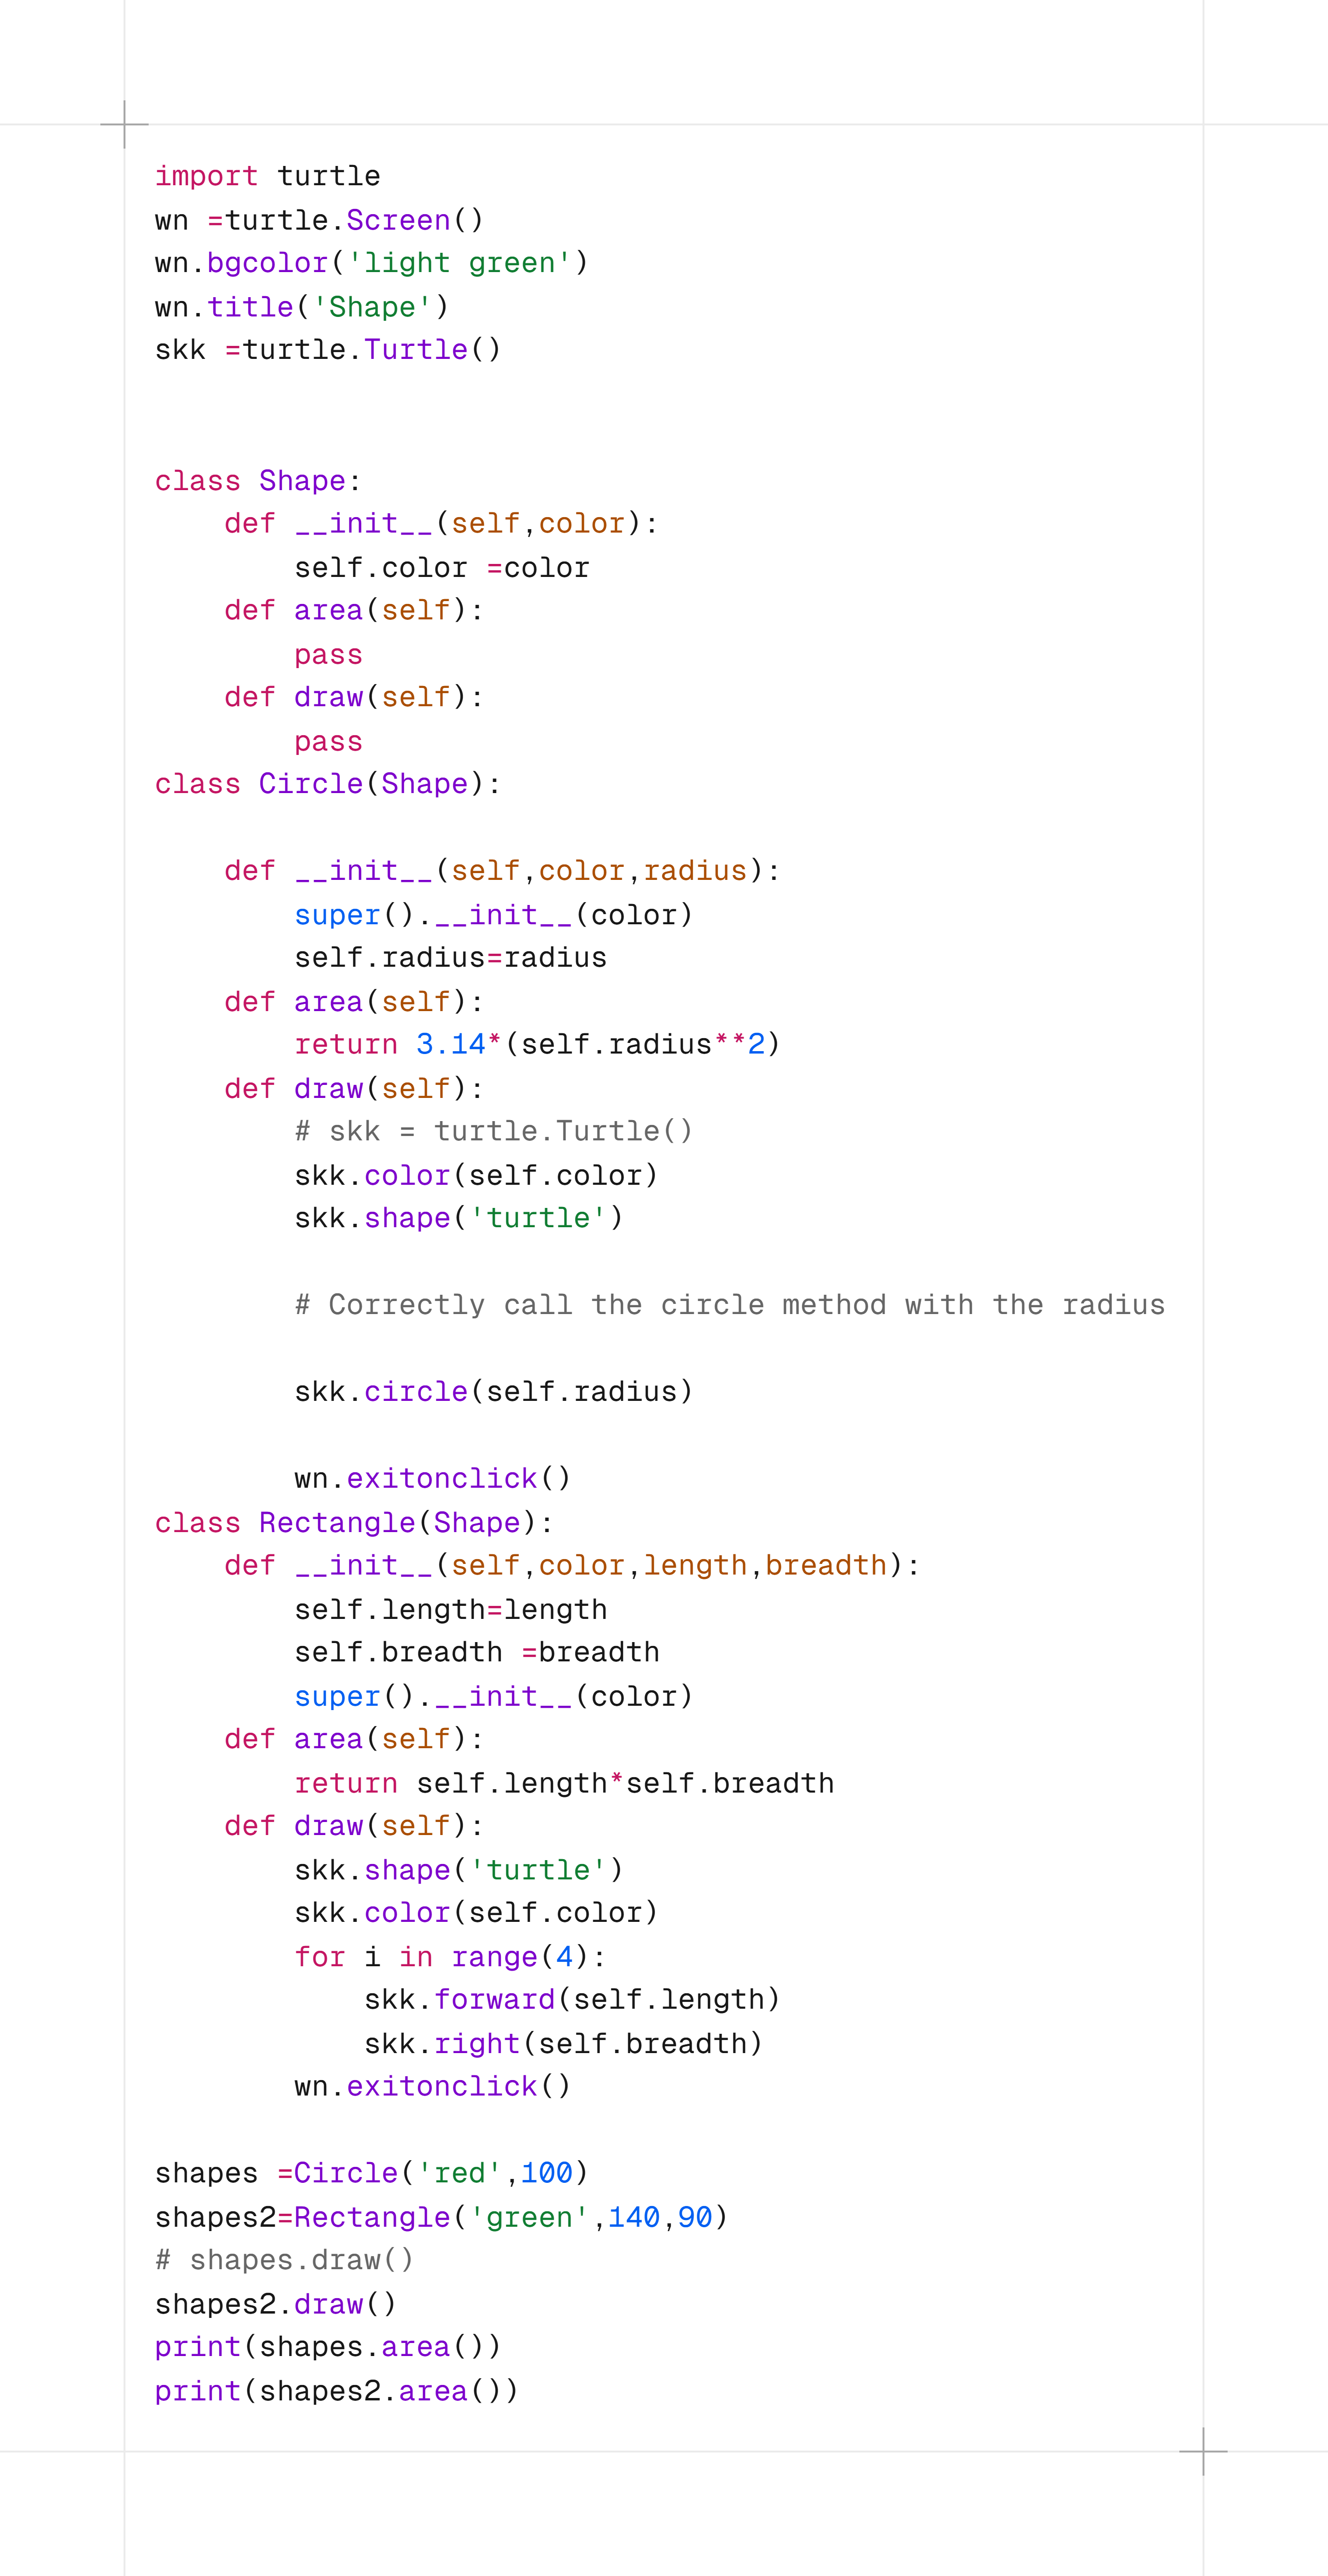 import turtle
wn =turtle.Screen()
wn.bgcolor('light green')
wn.title('Shape')
skk =turtle.Turtle()
class Shape:
    def __init__(self,color):
        self.color =color
    def area(self):
        pass
    def draw(self):
        pass
class Circle(Shape):
    def __init__(self,color,radius):
        super().__init__(color)
        self.radius=radius
    def area(self):
        return 3.14*(self.radius**2)
    def draw(self):
        # skk = turtle.Turtle()
        skk.color(self.color)
        skk.shape('turtle')
        # Correctly call the circle method with the radius
        skk.circle(self.radius)
        wn.exitonclick()
class Rectangle(Shape):
    def __init__(self,color,length,breadth):
        self.length=length
        self.breadth =breadth
        super().__init__(color)
    def area(self):
        return self.length*self.breadth
    def draw(self):
        skk.shape('turtle')
        skk.color(self.color)
        for i in range(4):
            skk.forward(self.length)
            skk.right(self.breadth)
        wn.exitonclick()
shapes =Circle('red',100)
shapes2=Rectangle('green',140,90)
# shapes.draw()
shapes2.draw()
print(shapes.area())
print(shapes2.area())